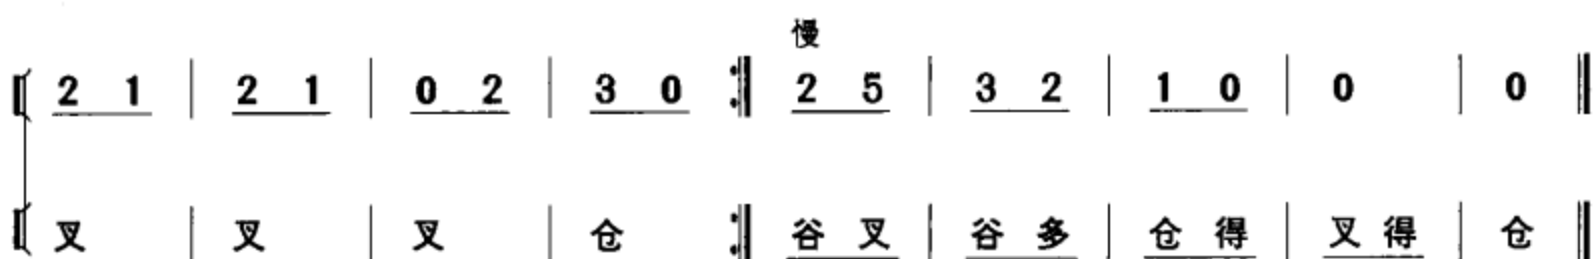 慢
2 1 | 2 1 | 0 2 | 3 0 :‖ 2 5 | 3 2 | 1 0 | 0 | 0 ‖
叉 | 叉 | 叉 | 仓 :‖ 谷 叉 | 谷 多 | 仓 得 | 叉 得 | 仓 ‖